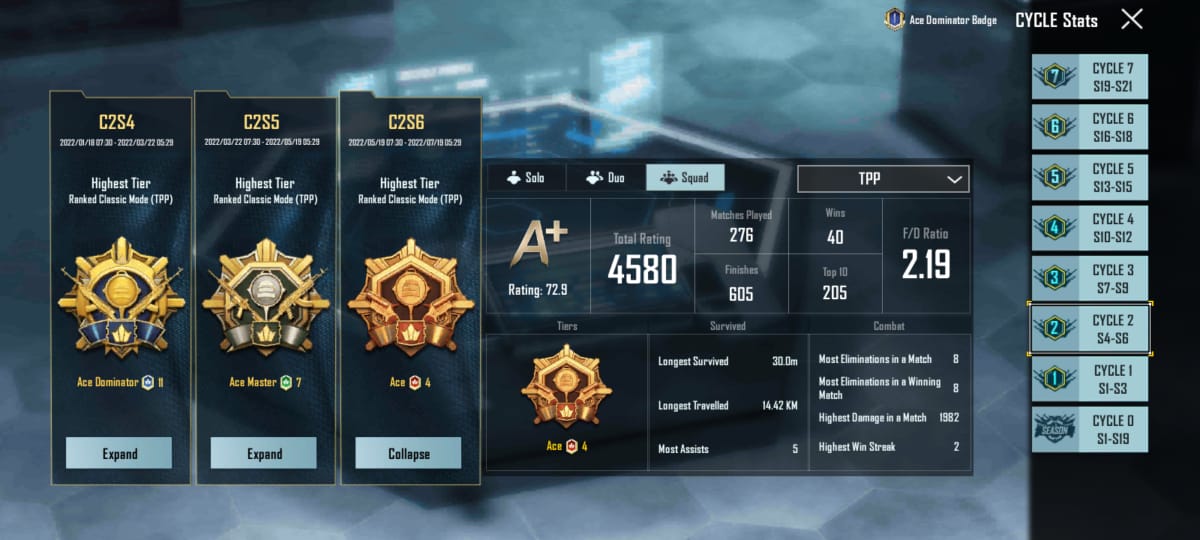 Ace Dominator Badge
CYCLE Stats
C2S4
2022/01/18 07:30 - 2022/03/22 05:29
Highest Tier
Ranked Classic Mode (TPP)
Ace Dominator 11
Expand
C2S5
2022/03/22 07:30 - 2022/05/19 05:29
Highest Tier
Ranked Classic Mode (TPP)
Ace Master 7
Expand
C2S6
2022/05/19 07:30 - 2022/07/19 05:29
Highest Tier
Ranked Classic Mode (TPP)
Ace 4
Collapse
Solo
Duo
Squad
TPP
A+
Rating: 72.9
Total Rating
4580
Matches Played
276
Finishes
605
Wins
40
Top 10
205
F/D Ratio
2.19
Tiers
Ace 4
Survived
Longest Survived 30.0m
Longest Travelled 14.42 KM
Most Assists 5
Combat
Most Eliminations in a Match 8
Most Eliminations in a Winning
Match 8
Highest Damage in a Match 1982
Highest Win Streak 2
7 CYCLE 7
S19-S21
6 CYCLE 6
S16-S18
5 CYCLE 5
S13-S15
4 CYCLE 4
S10-S12
3 CYCLE 3
S7-S9
2 CYCLE 2
S4-S6
1 CYCLE 1
S1-S3
SEASON CYCLE 0
S1-S19